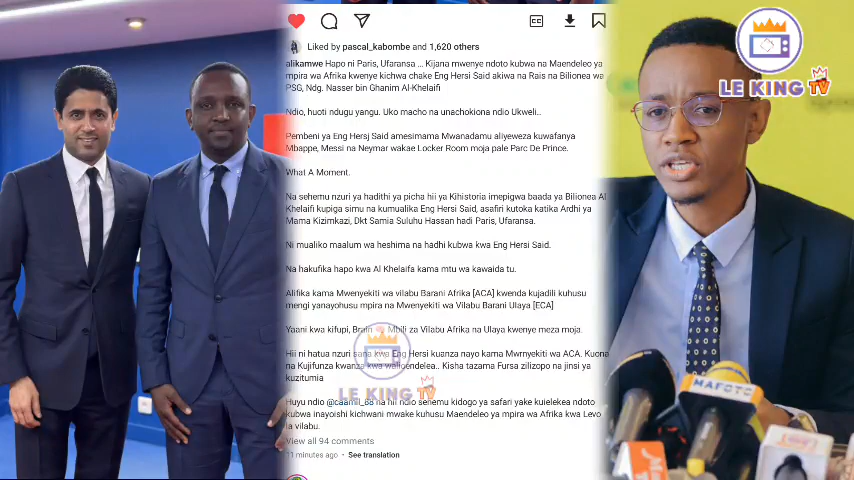 Liked by pascal_kabombe and 1,620 others
alikamwe Hapo ni Paris, Ufaransa ... Kijana mwenye ndoto kubwa na Maendeleo ya
mpira wa Afrika kwenye kichwa chake Eng Hersi Said akiwa na Rais na Bilionea wa
PSG, Ndg. Nasser bin Ghanim Al-Khelaifi
Ndio, huoti ndugu yangu. Uko macho na unachokiona ndio Ukweli..
Pembeni ya Eng Hersj Said amesimama Mwanadamu aliyeweza kuwafanya
Mbappe, Messi na Neymar wakae Locker Room moja pale Parc De Prince.
What A Moment.
Na sehemu nzuri ya hadithi ya picha hii ya Kihistoria imepigwa baada ya Bilionea Al
Khelaifi kupiga simu na kumualika Eng Hersi Said, asafiri kutoka katika Ardhi ya
Mama Kizimkazi, Dkt Samia Suluhu Hassan hadi Paris, Ufaransa.
Ni mualiko maalum wa heshima na hadhi kubwa kwa Eng Hersi Said.
Na hakufika hapo kwa Al Khelaifa kama mtu wa kawaida tu.
Alifika kama Mwenyekiti wa vilabu Barani Afrika [ACA] kwenda kujadili kuhusu
mengi yanayohusu mpira na Mwenyekiti wa Vilabu Barani Ulaya [ECA]
Yaani kwa kifupi, Brain Mbili za Vilabu Afrika na Ulaya kwenye meza moja.
Hii ni hatua nzuri sana kwa Eng Hersi kuanza nayo kama Mwrnyekiti wa ACA. Kuona
na Kujifunza kwanza kwa walioendelea.. Kisha tazama Fursa zilizopo na jinsi ya
kuzitumia
Huyu ndio @caamil_88 na hii ndio sehemu kidogo ya safari yake kuielekea ndoto
kubwa inayoishi kichwani mwake kuhusu Maendeleo ya mpira wa Afrika kwa Levo
la vilabu.
View all 94 comments
11 minutes ago • See translation
LE KING TV
LE KING TV
MAFOTO